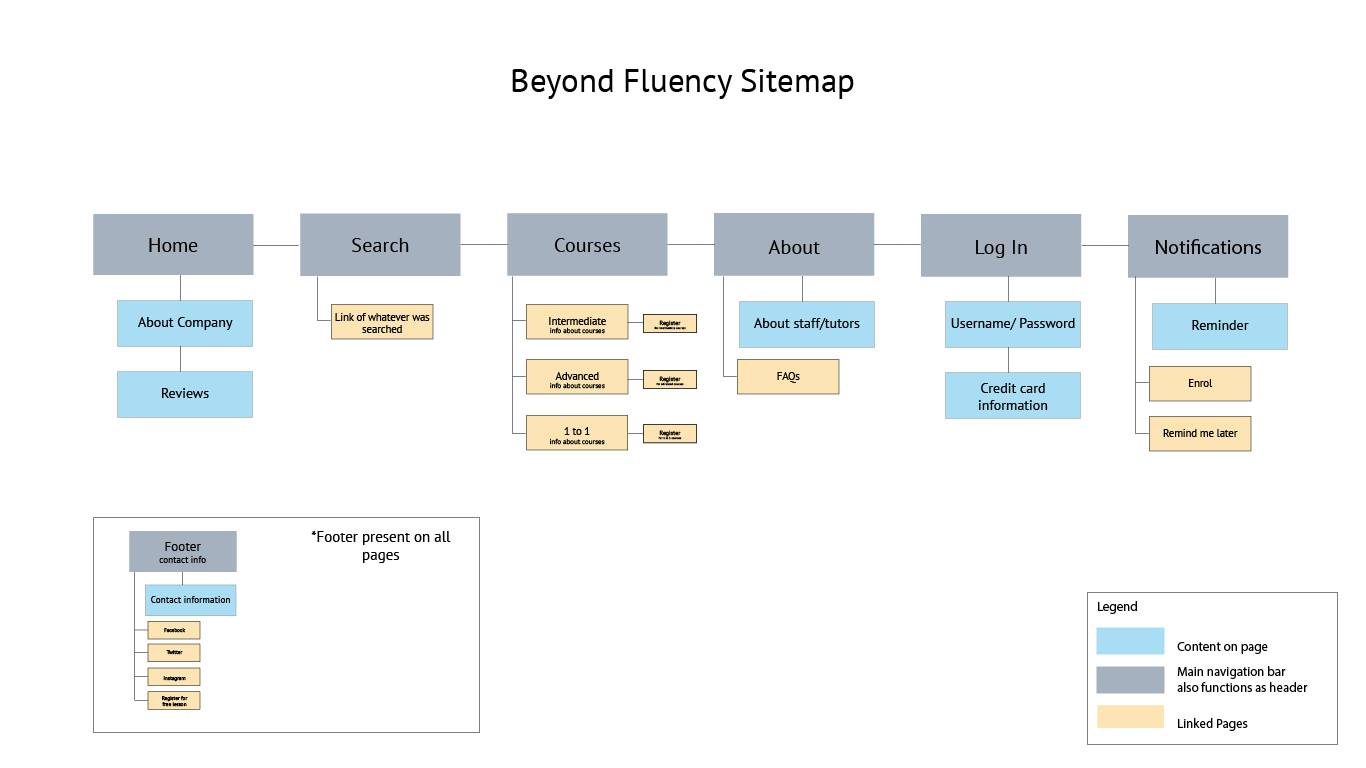 Beyond Fluency Sitemap
Home
Search
Courses
About
Log In
Notifications
About Company
Reviews
Link of whatever was
searched
Intermediate
info about courses
Register
Advanced
info about courses
Register
1 to 1
info about courses
Register
About staff/tutors
FAQs
Username/ Password
Credit card
information
Reminder
Enrol
Remind me later
Footer
contact info
*Footer present on all
pages
Contact information
Facebook
Twitter
Instagram
Register for
free lesson
Legend
Content on page
Main navigation bar
also functions as header
Linked Pages